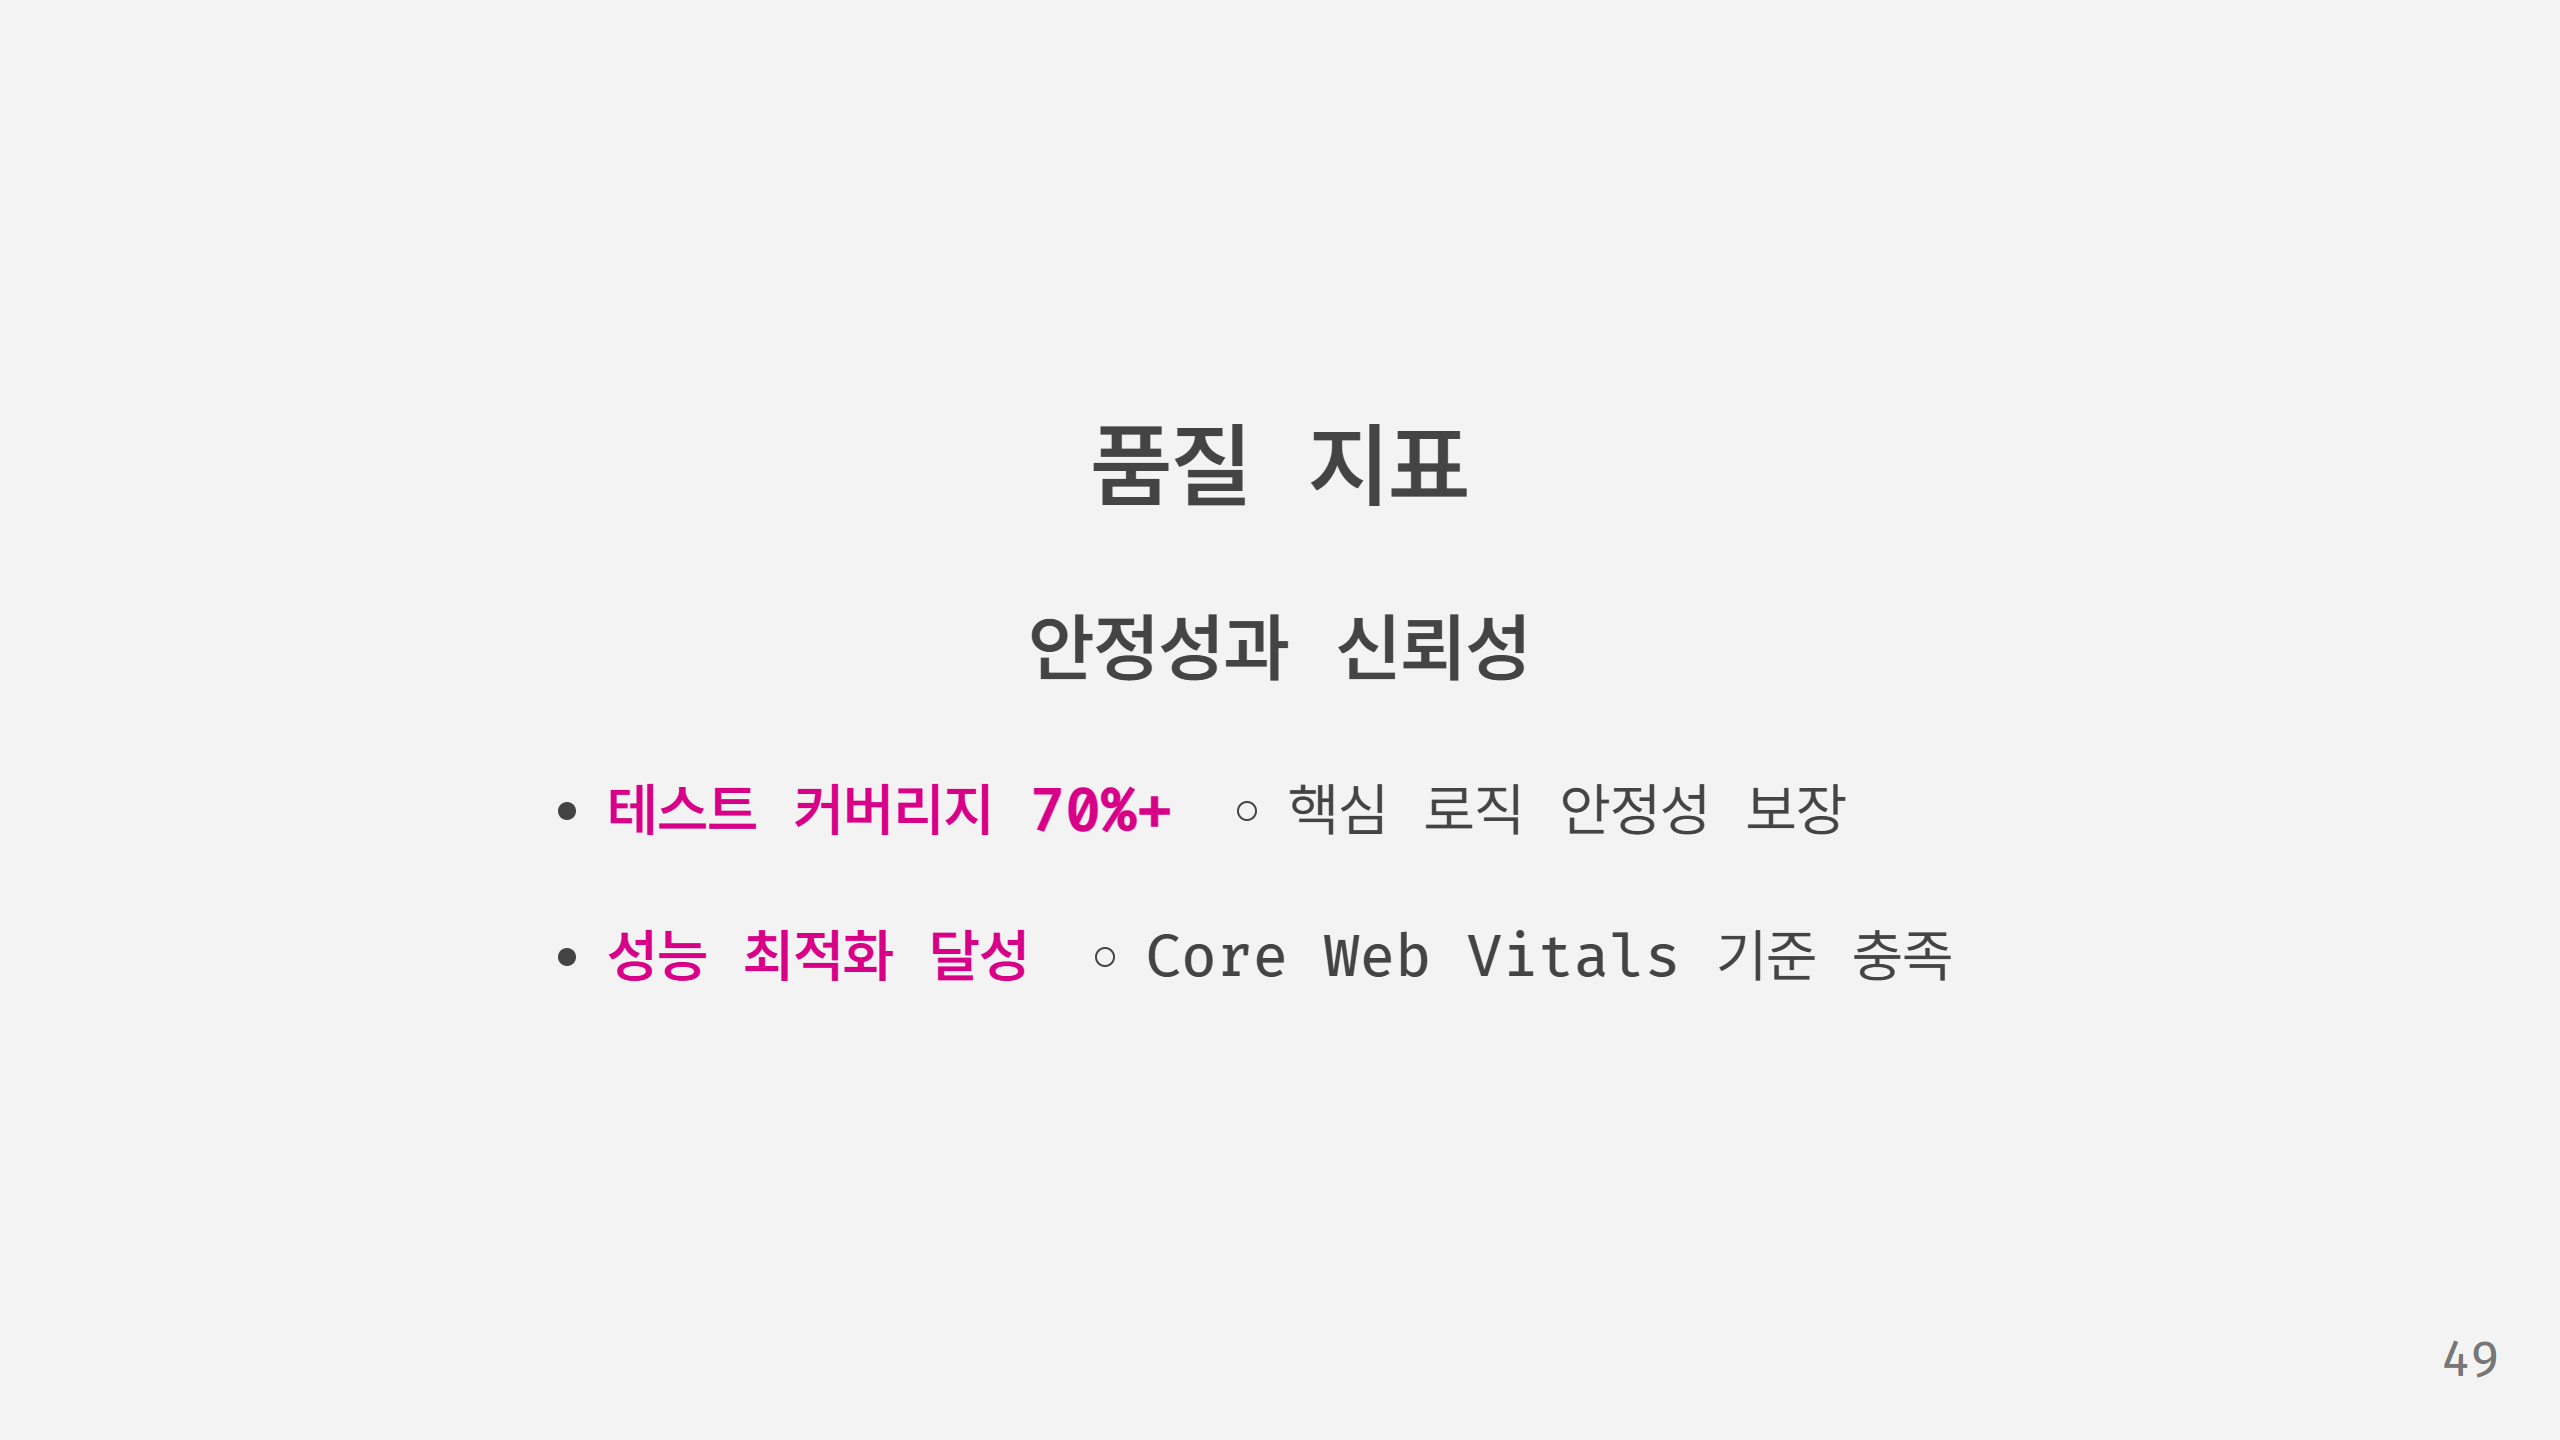 품질 지표
안정성과 신뢰성
• 테스트 커버리지 70%+ ◦ 핵심 로직 안정성 보장
• 성능 최적화 달성 ◦ Core Web Vitals 기준 충족
49